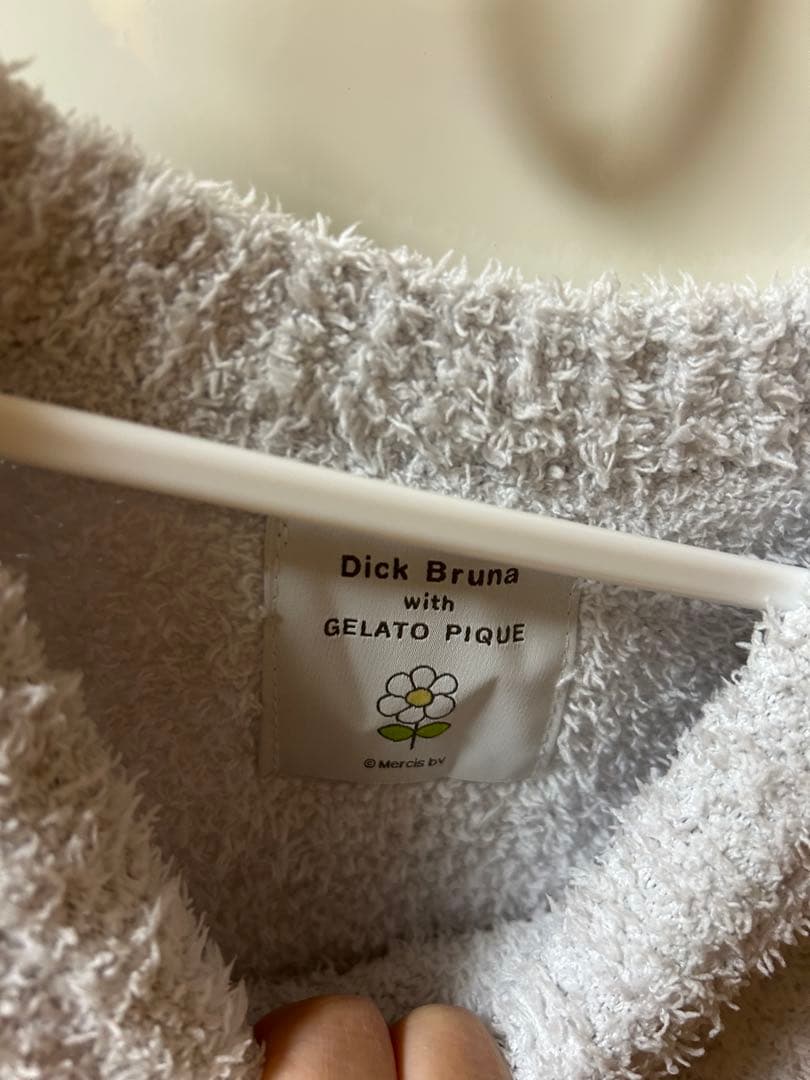 Dick Bruna
with
GELATO PIQUE
© Mercis bv